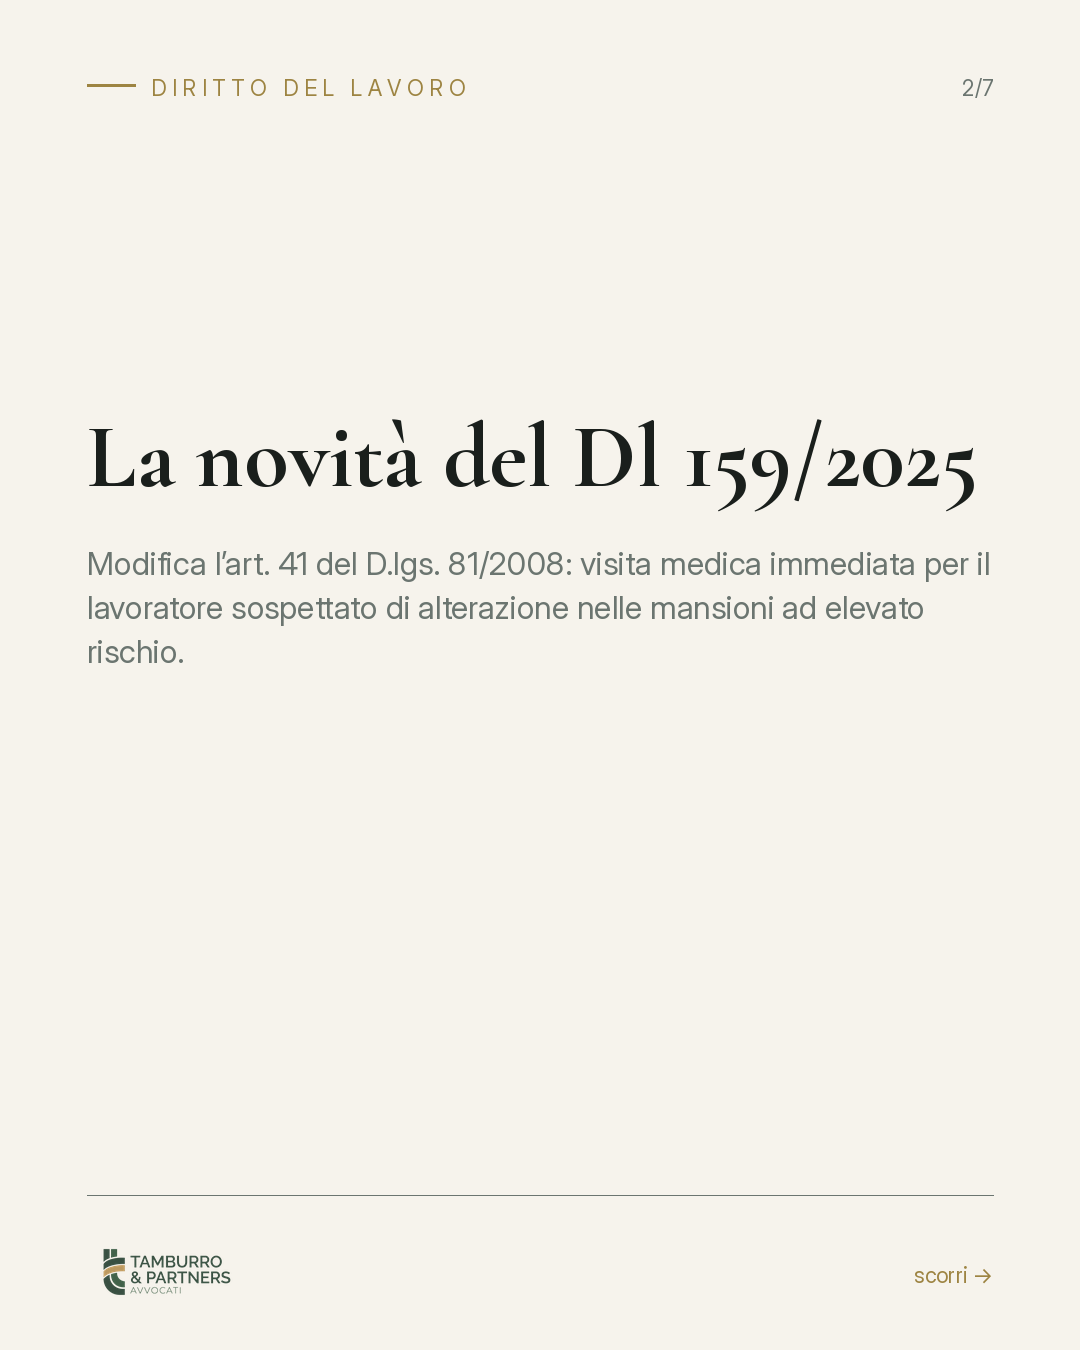 DIRITTO DEL LAVORO
2/7
La novità del Dl 159/2025
Modifica l’art. 41 del D.lgs. 81/2008: visita medica immediata per il
lavoratore sospettato di alterazione nelle mansioni ad elevato
rischio.
TAMBURRO
& PARTNERS
AVVOCATI
scorri →